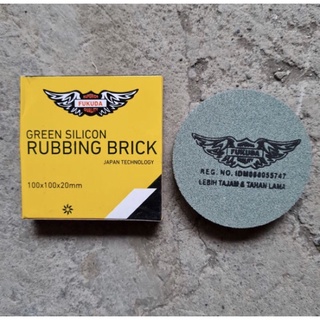 FUKUDA
GREEN SILICON
RUBBING BRICK
JAPAN TECHNOLOGY
100x100x20mm
FUKUDA
REG. NO. IDM000055747
LEBIH TAJAM & TAHAN LAMA